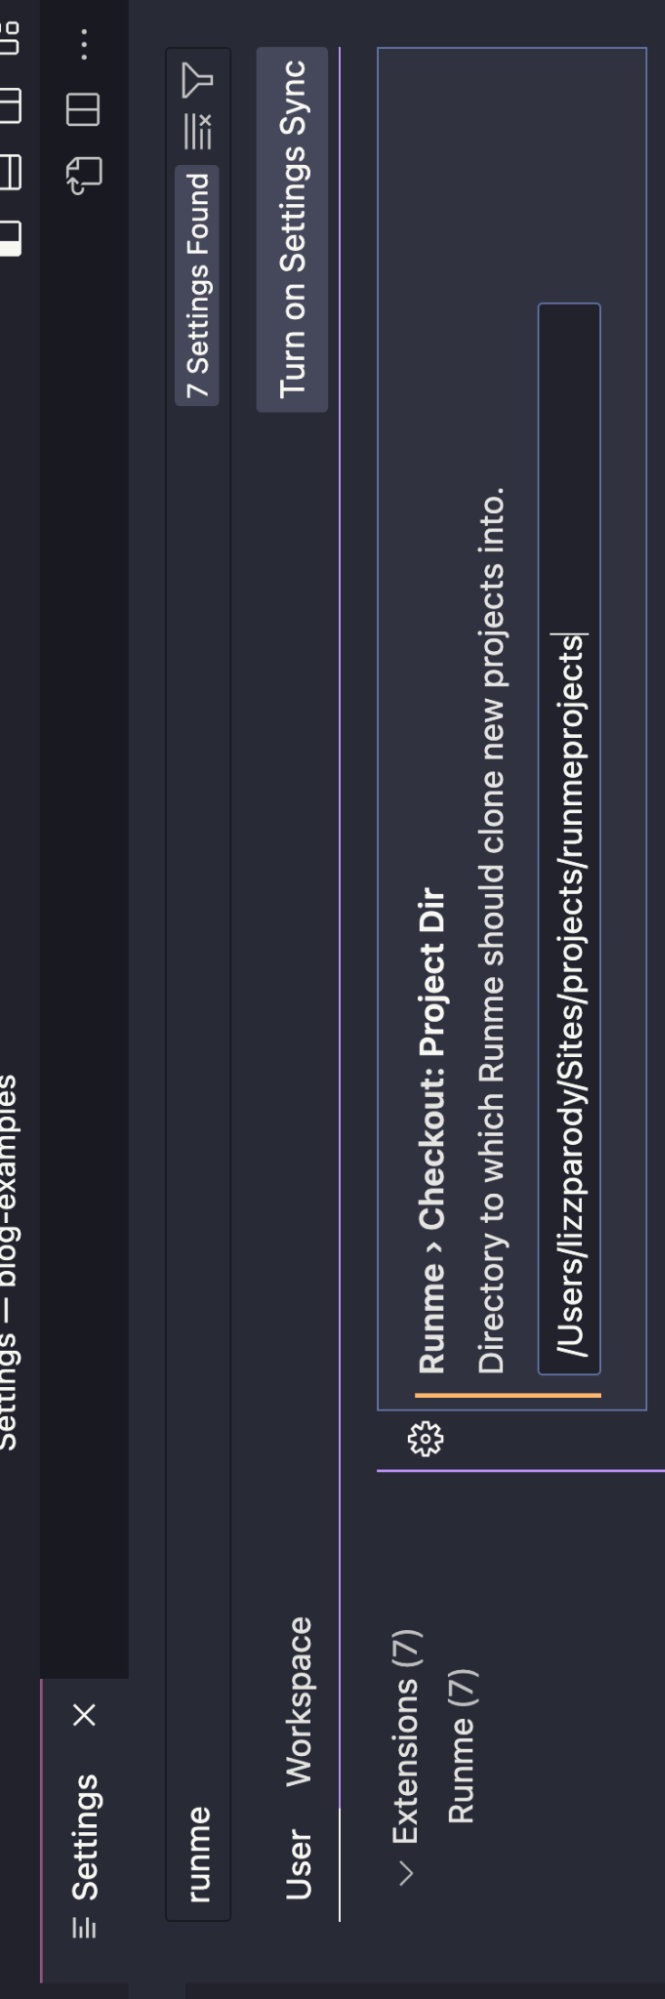 Settings — blog-examples
Settings
runme
7 Settings Found
User
Workspace
Turn on Settings Sync
Extensions (7)
Runme (7)
Runme › Checkout: Project Dir
Directory to which Runme should clone new projects into.
/Users/lizzparody/Sites/projects/runmeprojects